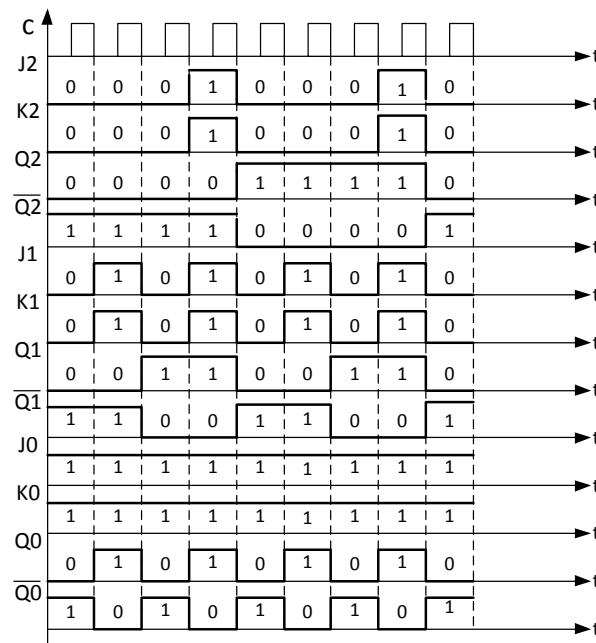 C t
J2 t
0 0 0 1 0 0 0 1 0
K2 t
0 0 0 1 0 0 0 1 0
Q2 t
0 0 0 0 1 1 1 1 0
Q2 t
1 1 1 1 0 0 0 0 1
J1 t
0 1 0 1 0 1 0 1 0
K1 t
0 1 0 1 0 1 0 1 0
Q1 t
0 0 1 1 0 0 1 1 0
Q1 t
1 1 0 0 1 1 0 0 1
J0 t
1 1 1 1 1 1 1 1 1
K0 t
1 1 1 1 1 1 1 1 1
Q0 t
0 1 0 1 0 1 0 1 0
Q0 t
1 0 1 0 1 0 1 0 1